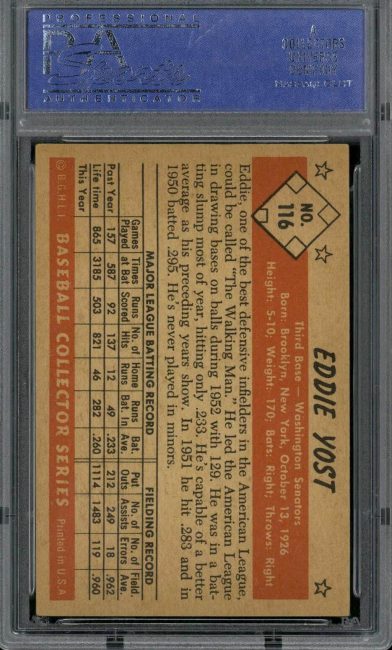 PROFESSIONAL
PSA
Sports
AUTHENTICATOR
NO.
116
EDDIE YOST
Third Base — Washington Senators
Born: Brooklyn, New York, October 13, 1926
Height: 5-10; Weight: 170; Bats: Right; Throws: Right
Eddie, one of the best defensive infielders in the American League,
could be called "The Walking Man." He led the American League
in drawing bases on balls during 1952 with 129. He was in a bat-
ting slump most of year, hitting only .233. He's capable of a better
average as his preceding years show. In 1951 he hit .283 and in
1950 batted .295. He's never played in minors.
MAJOR LEAGUE BATTING RECORD FIELDING RECORD
Games Times Runs No. of Home Runs Bat. Put No. of No. of Field.
Played at Bat Scored Hits Runs Bat. In Ave. Outs Assists Errors Ave.
Past Year 157 587 92 137 12 49 .233 212 249 18 .962
Life time 865 3185 503 821 46 282 .260 1114 1483 119 .960
This Year
© B.G.H.L.I. BASEBALL COLLECTOR SERIES Printed in U.S.A